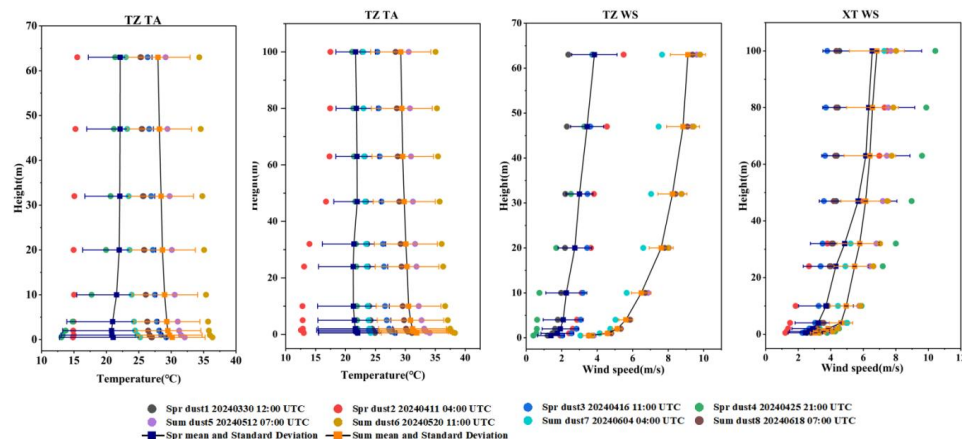 TZ TA
70
60
50
40
30
20
10
0
Height(m)
10 15 20 25 30 35 40
Temperature(℃)
TZ TA
100
80
60
40
20
0
10 15 20 25 30 35 40
Temperature(℃)
TZ WS
70
60
50
40
30
20
10
0
Height(m)
0 2 4 6 8 10
Wind speed(m/s)
XT WS
100
80
60
40
20
0
Height(m)
0 2 4 6 8 10 12
Wind speed(m/s)
Spr dust1 20240330 12:00 UTC Spr dust2 20240411 04:00 UTC Spr dust3 20240416 11:00 UTC Spr dust4 20240425 21:00 UTC
Sum dust5 20240512 07:00 UTC Sum dust6 20240520 11:00 UTC Sum dust7 20240604 04:00 UTC Sum dust8 20240618 07:00 UTC
Spr mean and Standard Deviation Sum mean and Standard Deviation